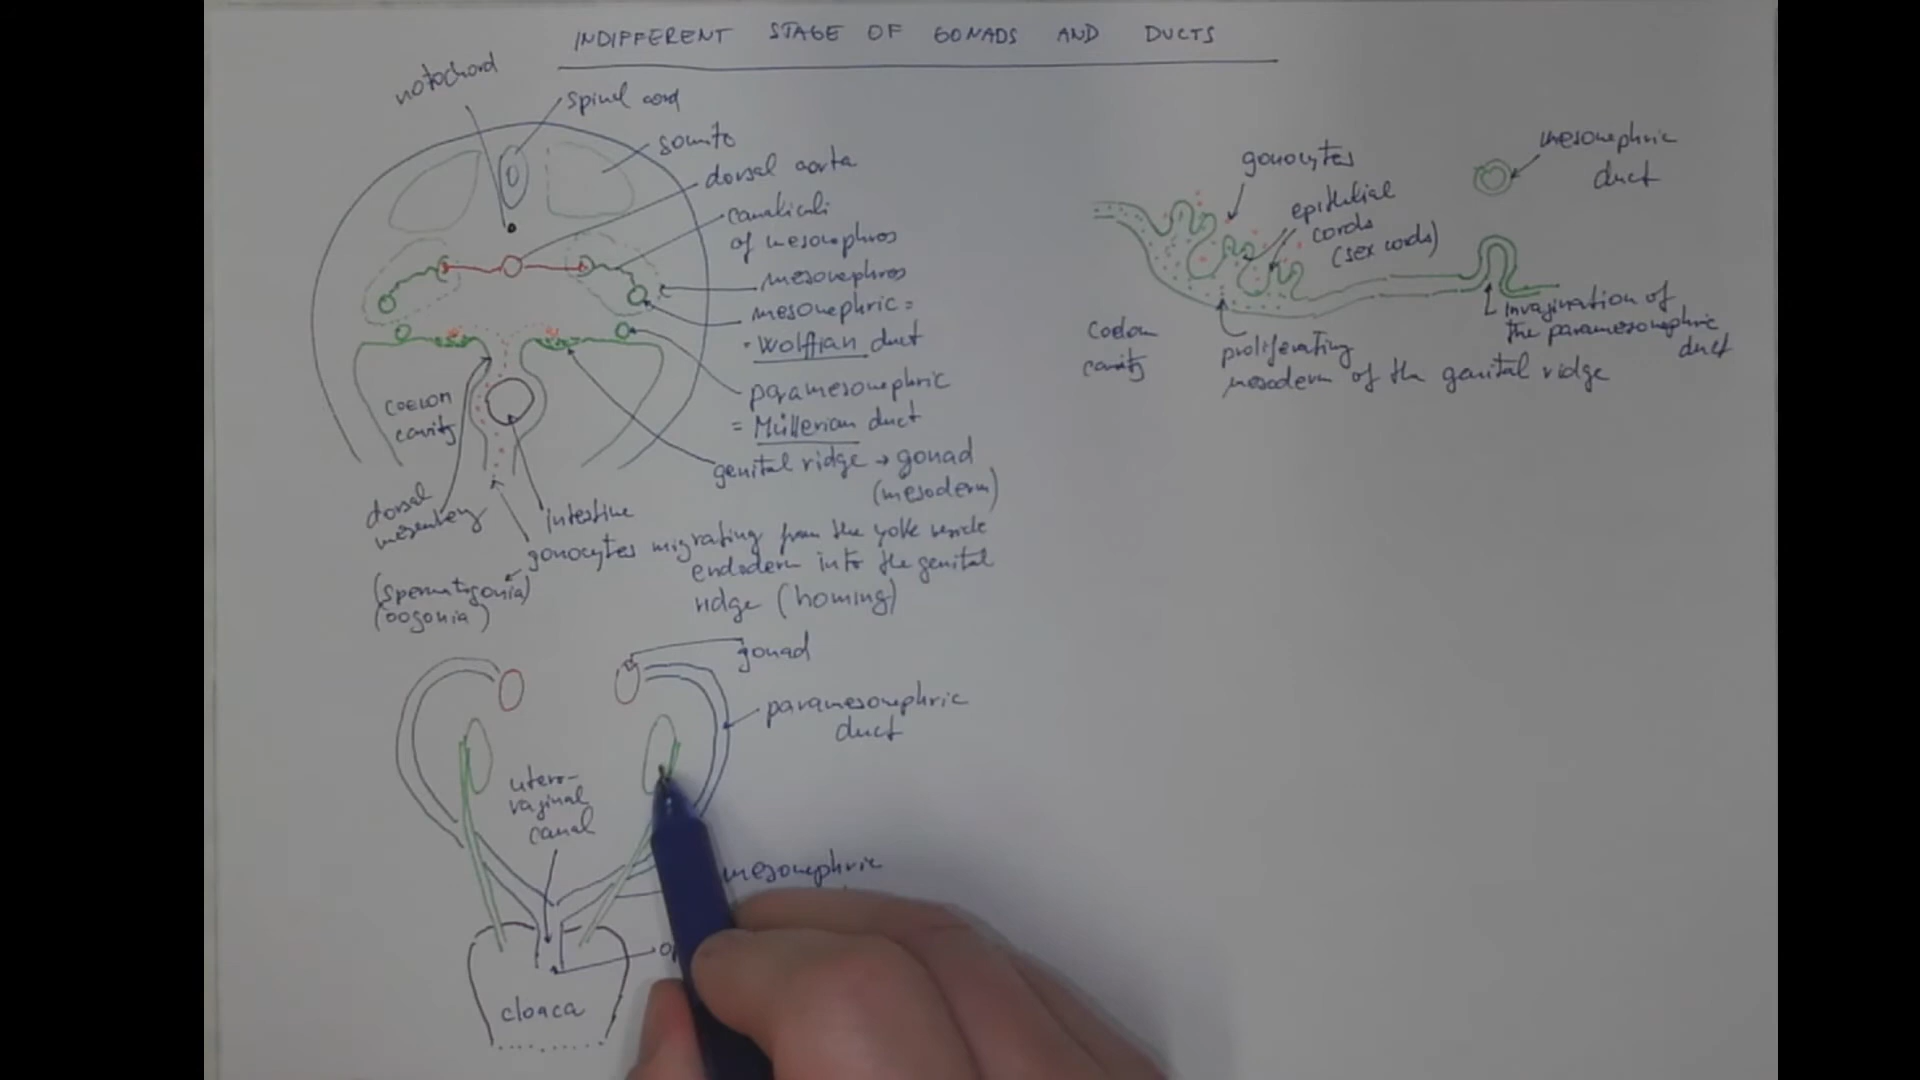 INDIFFERENT STAGE OF GONADS AND DUCTS
notochord
spinal cord
somite
dorsal aorta
canaliculi
of mesonephros
mesonephros
mesonephric =
· Wolffian duct
paramesonephric
= Müllerian duct
genital ridge → gonad
(mesoderm)
coelom
cavity
dorsal
mesentery
intestine
gonocytes migrating from the yolk vesicle
endoderm into the genital
ridge (homing)
(spermatogonia)
(oogonia)
gonocytes
epithelial
cords
(sex cords)
mesonephric
duct
coelom
cavity
proliferating
mesoderm of the genital ridge
invagination of
the paramesonephric
duct
gonad
paramesonephric
duct
utero-
vaginal
canal
mesonephric
cloaca